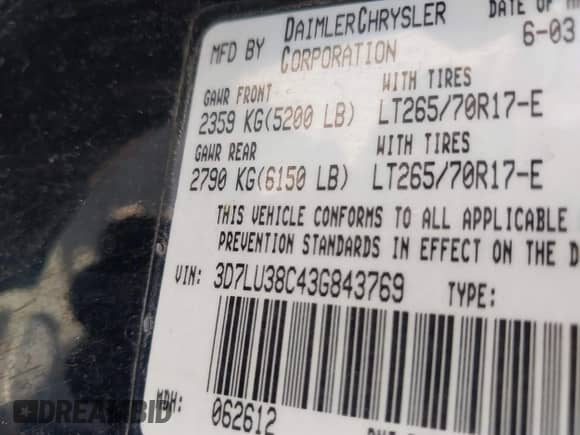 DAIMLERCHRYSLER DATE OF
MFD BY CORPORATION 6-03
GAWR FRONT WITH TIRES
2359 KG(5200 LB) LT265/70R17-E
GAWR REAR WITH TIRES
2790 KG(6150 LB) LT265/70R17-E
THIS VEHICLE CONFORMS TO ALL APPLICABLE
PREVENTION STANDARDS IN EFFECT ON THE D
VIN: 3D7LU38C43G843769 TYPE:
MDH: 062612
DREAMBID